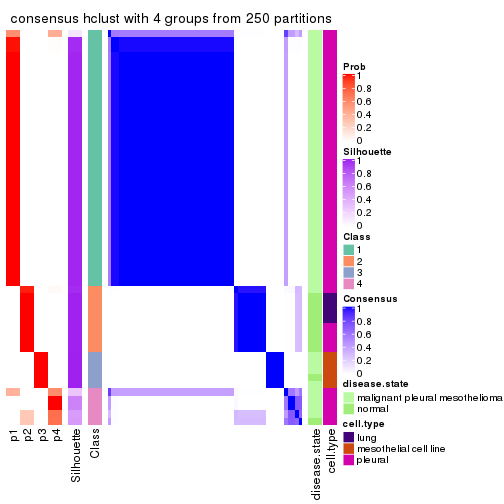 consensus hclust with 4 groups from 250 partitions
Prob
1
0.8
0.6
0.4
0.2
0
Silhouette
1
0.8
0.6
0.4
0.2
0
Class
1
2
3
4
Consensus
1
0.8
0.6
0.4
0.2
0
disease.state
malignant pleural mesothelioma
normal
cell.type
lung
mesothelial cell line
pleural
p1
p2
p3
p4
Silhouette
Class
disease.state
cell.type